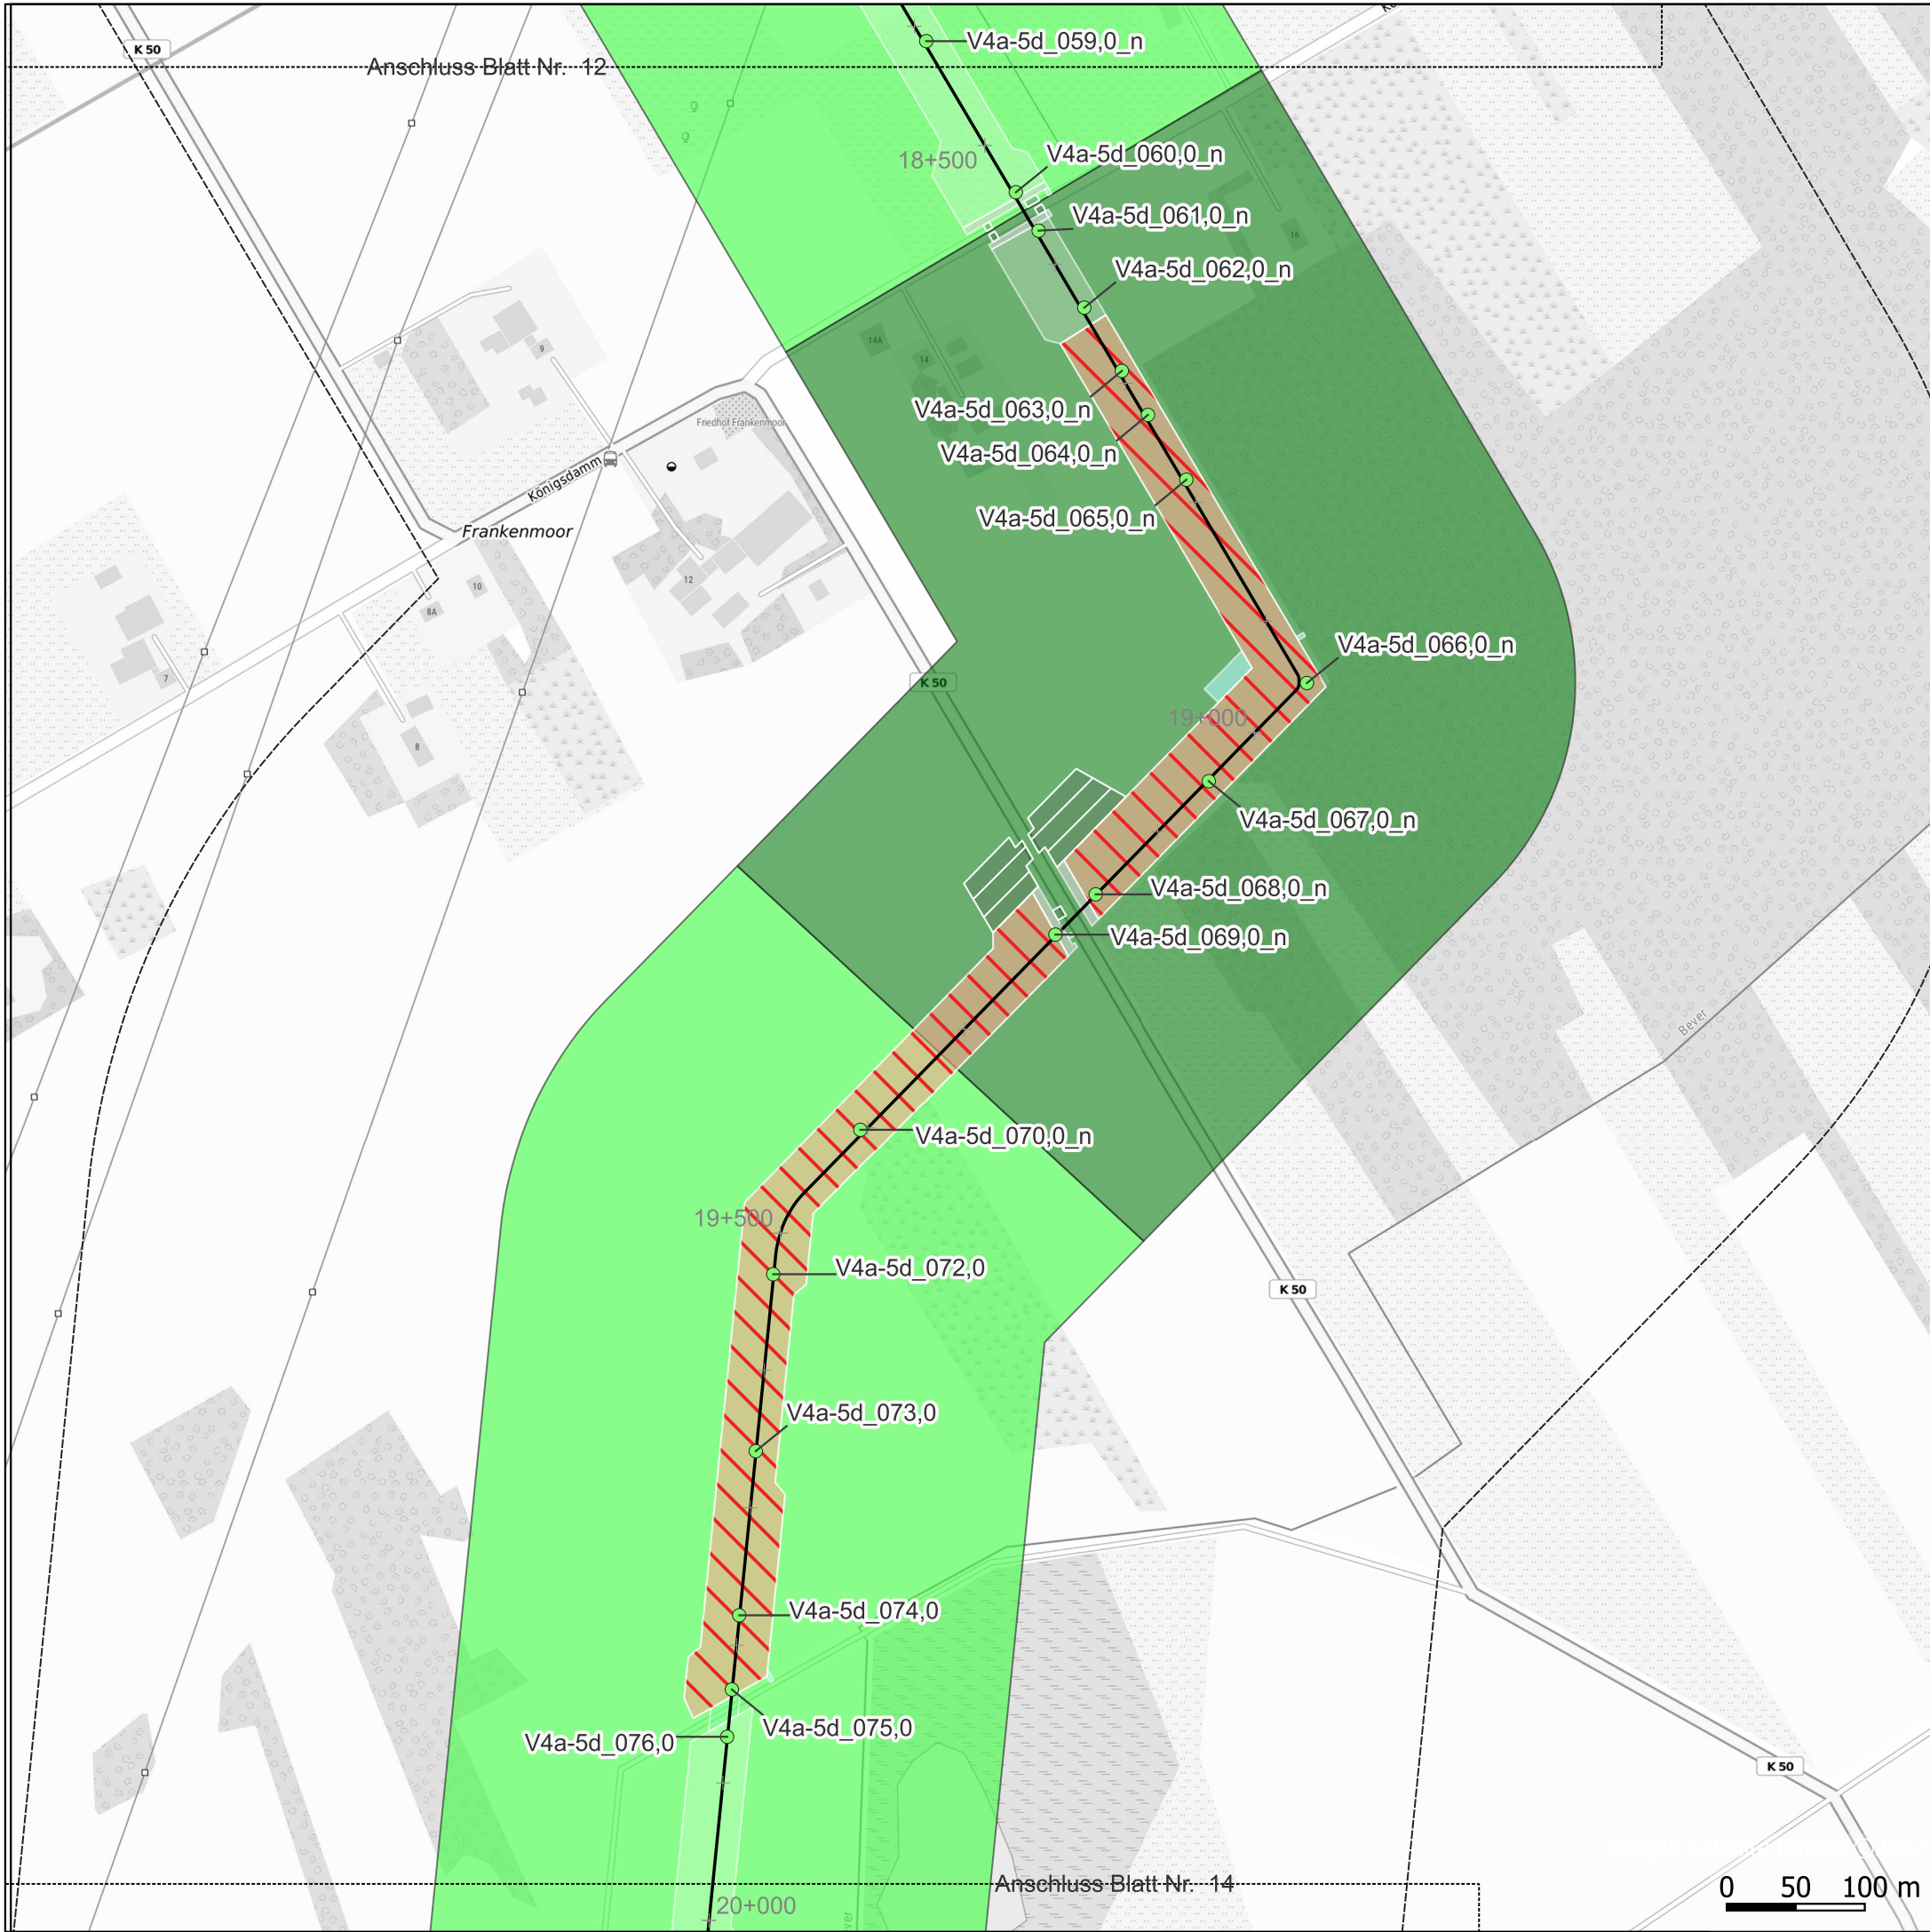 V4a-5d_059,0_n
K 50
Anschluss Blatt Nr. 12
V4a-5d_060,0_n
18+500
V4a-5d_061,0_n
16
V4a-5d_062,0_n
14A
9
14
V4a-5d_063,0_n
Friedhof Frankenmoor
V4a-5d_064,0_n
Königsdamm
V4a-5d_065,0_n
Frankenmoor
12
10
8A
V4a-5d_066,0_n
7
K 50
19+000
8
V4a-5d_067,0_n
V4a-5d_068,0_n
V4a-5d_069,0_n
Bever
V4a-5d_070,0_n
19+500
V4a-5d_072,0
K 50
V4a-5d_073,0
V4a-5d_074,0
V4a-5d_075,0
V4a-5d_076,0
K 50
Anschluss Blatt Nr. 14
0 50 100 m
20+000